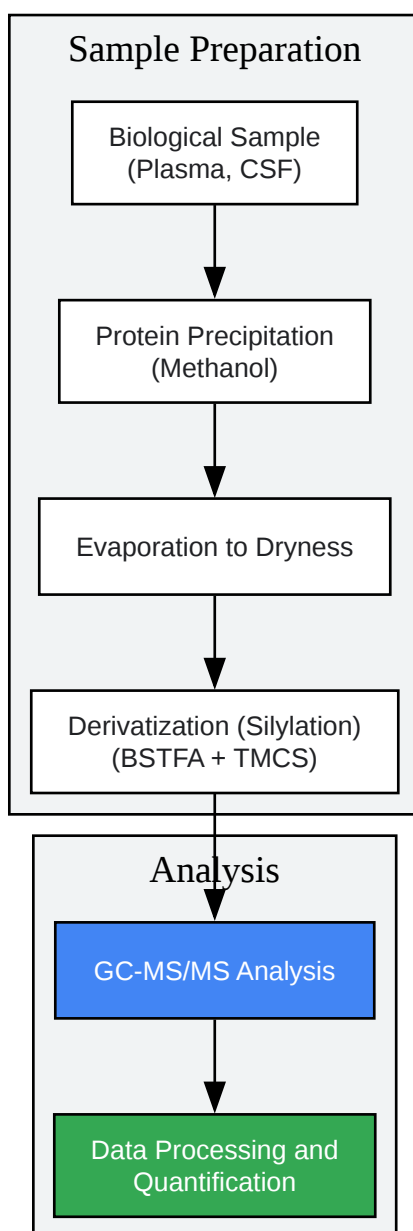 Sample Preparation
Biological Sample
(Plasma, CSF)
Protein Precipitation
(Methanol)
Evaporation to Dryness
Derivatization (Silylation)
(BSTFA + TMCS)
Analysis
GC-MS/MS Analysis
Data Processing and
Quantification